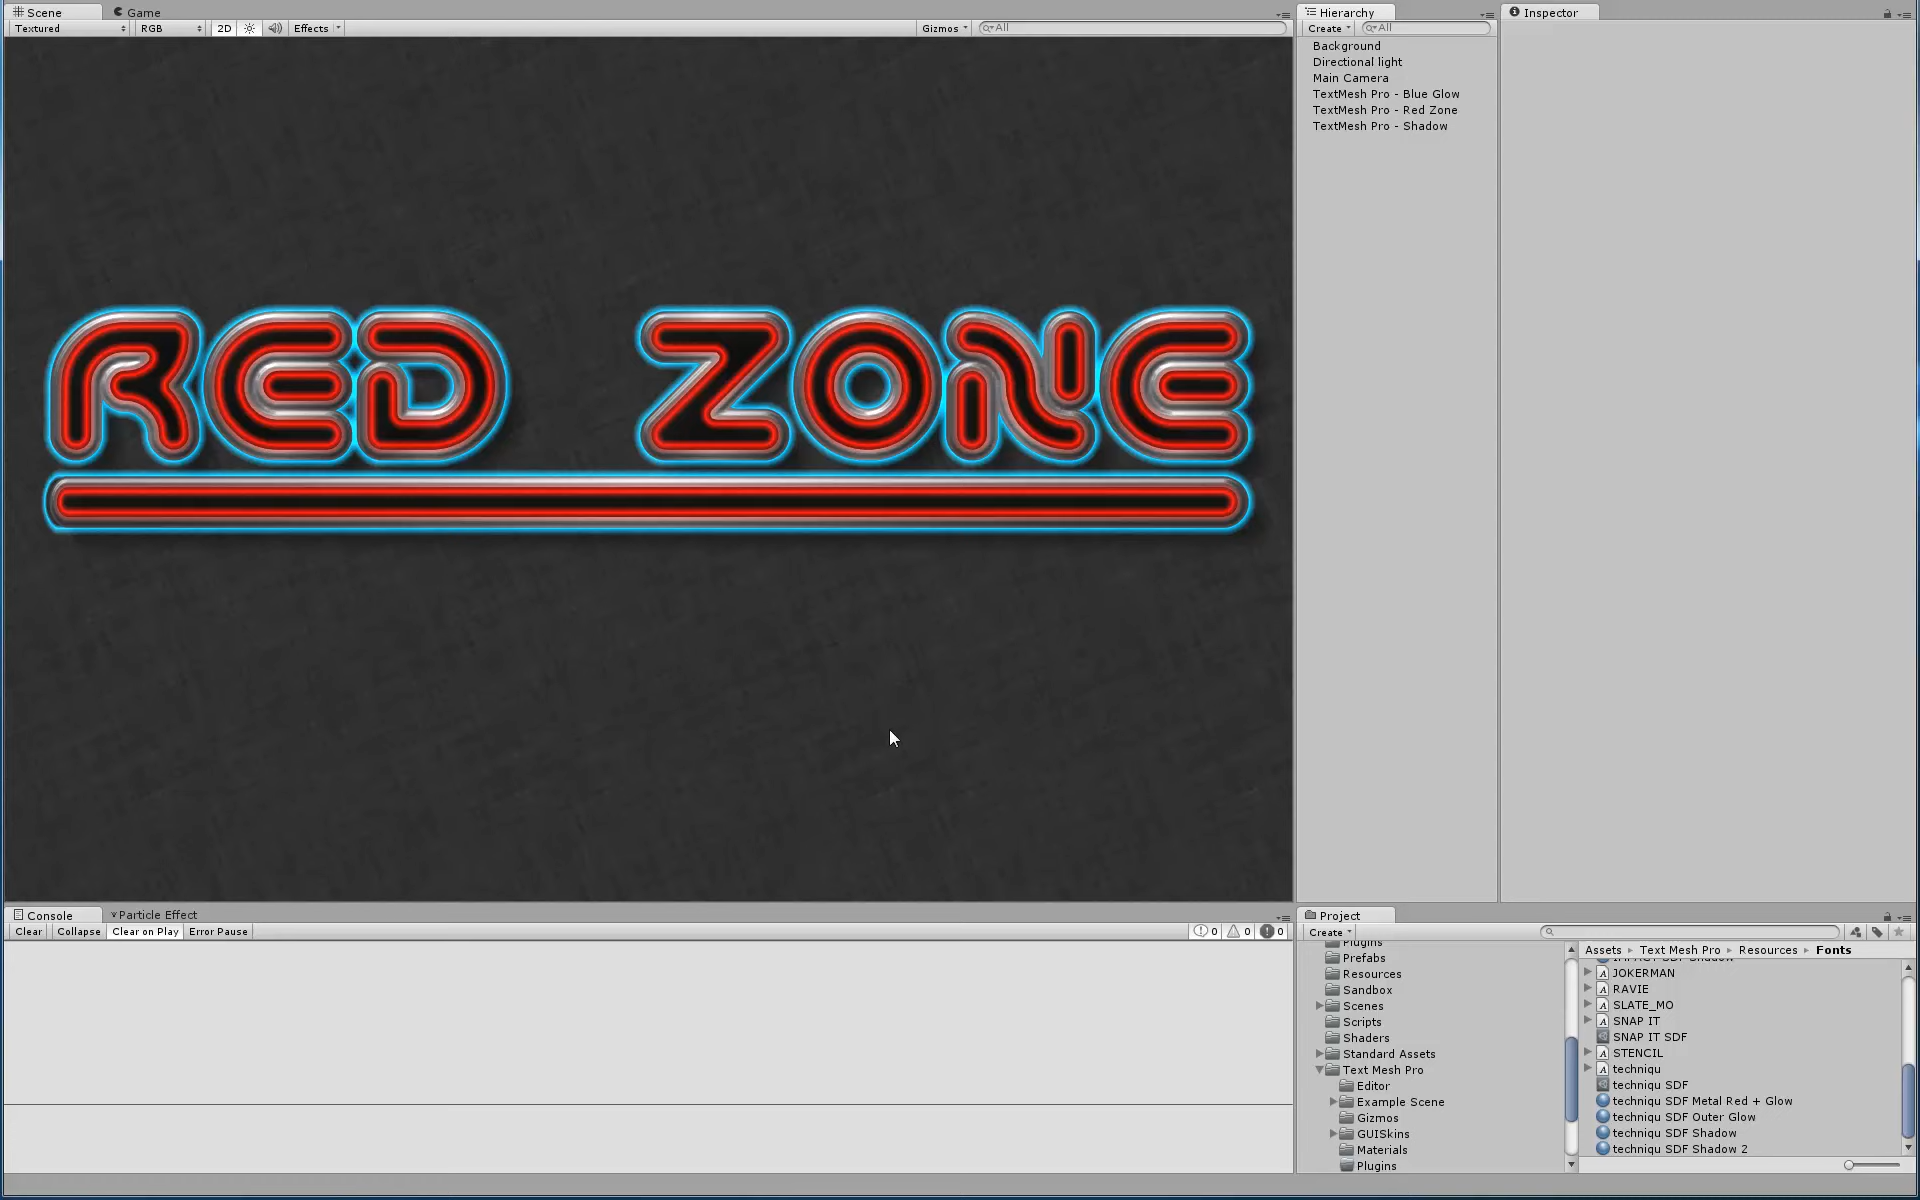 Scene Game
Textured RGB 2D Effects Gizmos All
RED ZONE
Hierarchy
Create All
Background
Directional light
Main Camera
TextMesh Pro - Blue Glow
TextMesh Pro - Red Zone
TextMesh Pro - Shadow
Inspector
Console Particle Effect
Clear Collapse Clear on Play Error Pause 0 0 0
Project
Create
Plugins
Prefabs
Resources
Sandbox
Scenes
Scripts
Shaders
Standard Assets
Text Mesh Pro
Editor
Example Scene
Gizmos
GUISkins
Materials
Plugins
Assets Text Mesh Pro Resources Fonts
IMPACT SDF Shadow
JOKERMAN
RAVIE
SLATE_MO
SNAP IT
SNAP IT SDF
STENCIL
techniqu
techniqu SDF
techniqu SDF Metal Red + Glow
techniqu SDF Outer Glow
techniqu SDF Shadow
techniqu SDF Shadow 2